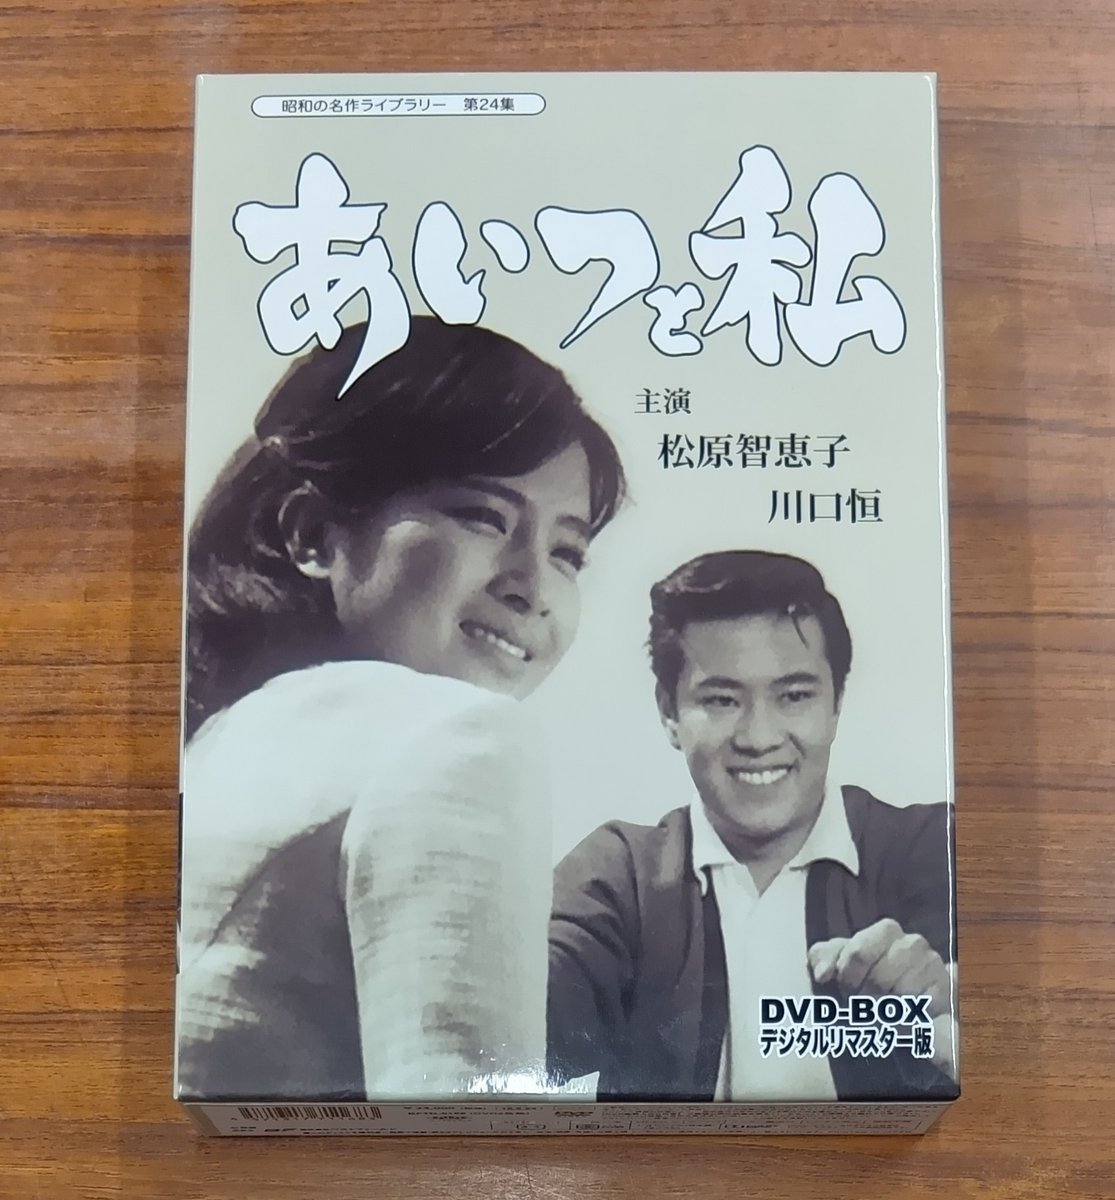 昭和の名作ライブラリー 第24集
あいつと私
主演
松原智恵子
川口恒
DVD-BOX
デジタルリマスター版